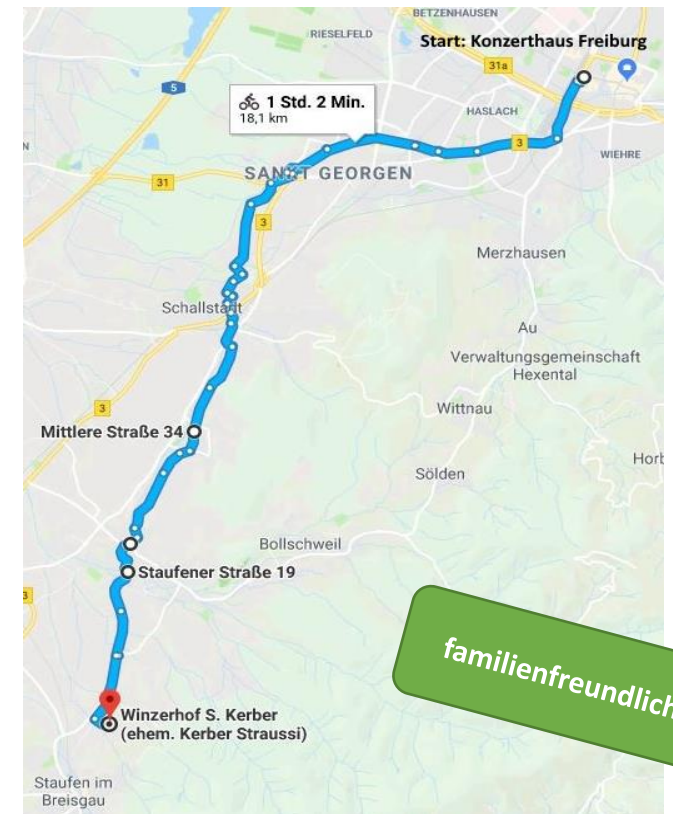 BETZENHAUSEN
RIESELFELD
Start: Konzerthaus Freiburg
31a
5
1 Std. 2 Min.
18,1 km
HASLACH
3
WIEHRE
31
SANKT GEORGEN
3
Merzhausen
Schallstadt
Au
Verwaltungsgemeinschaft
Hexental
3
Wittnau
Mittlere Straße 34
Sölden
Bollschweil
Staufener Straße 19
3
familienfreundlich
Winzerhof S. Kerber
(ehem. Kerber Straussi)
Staufen im
Breisgau